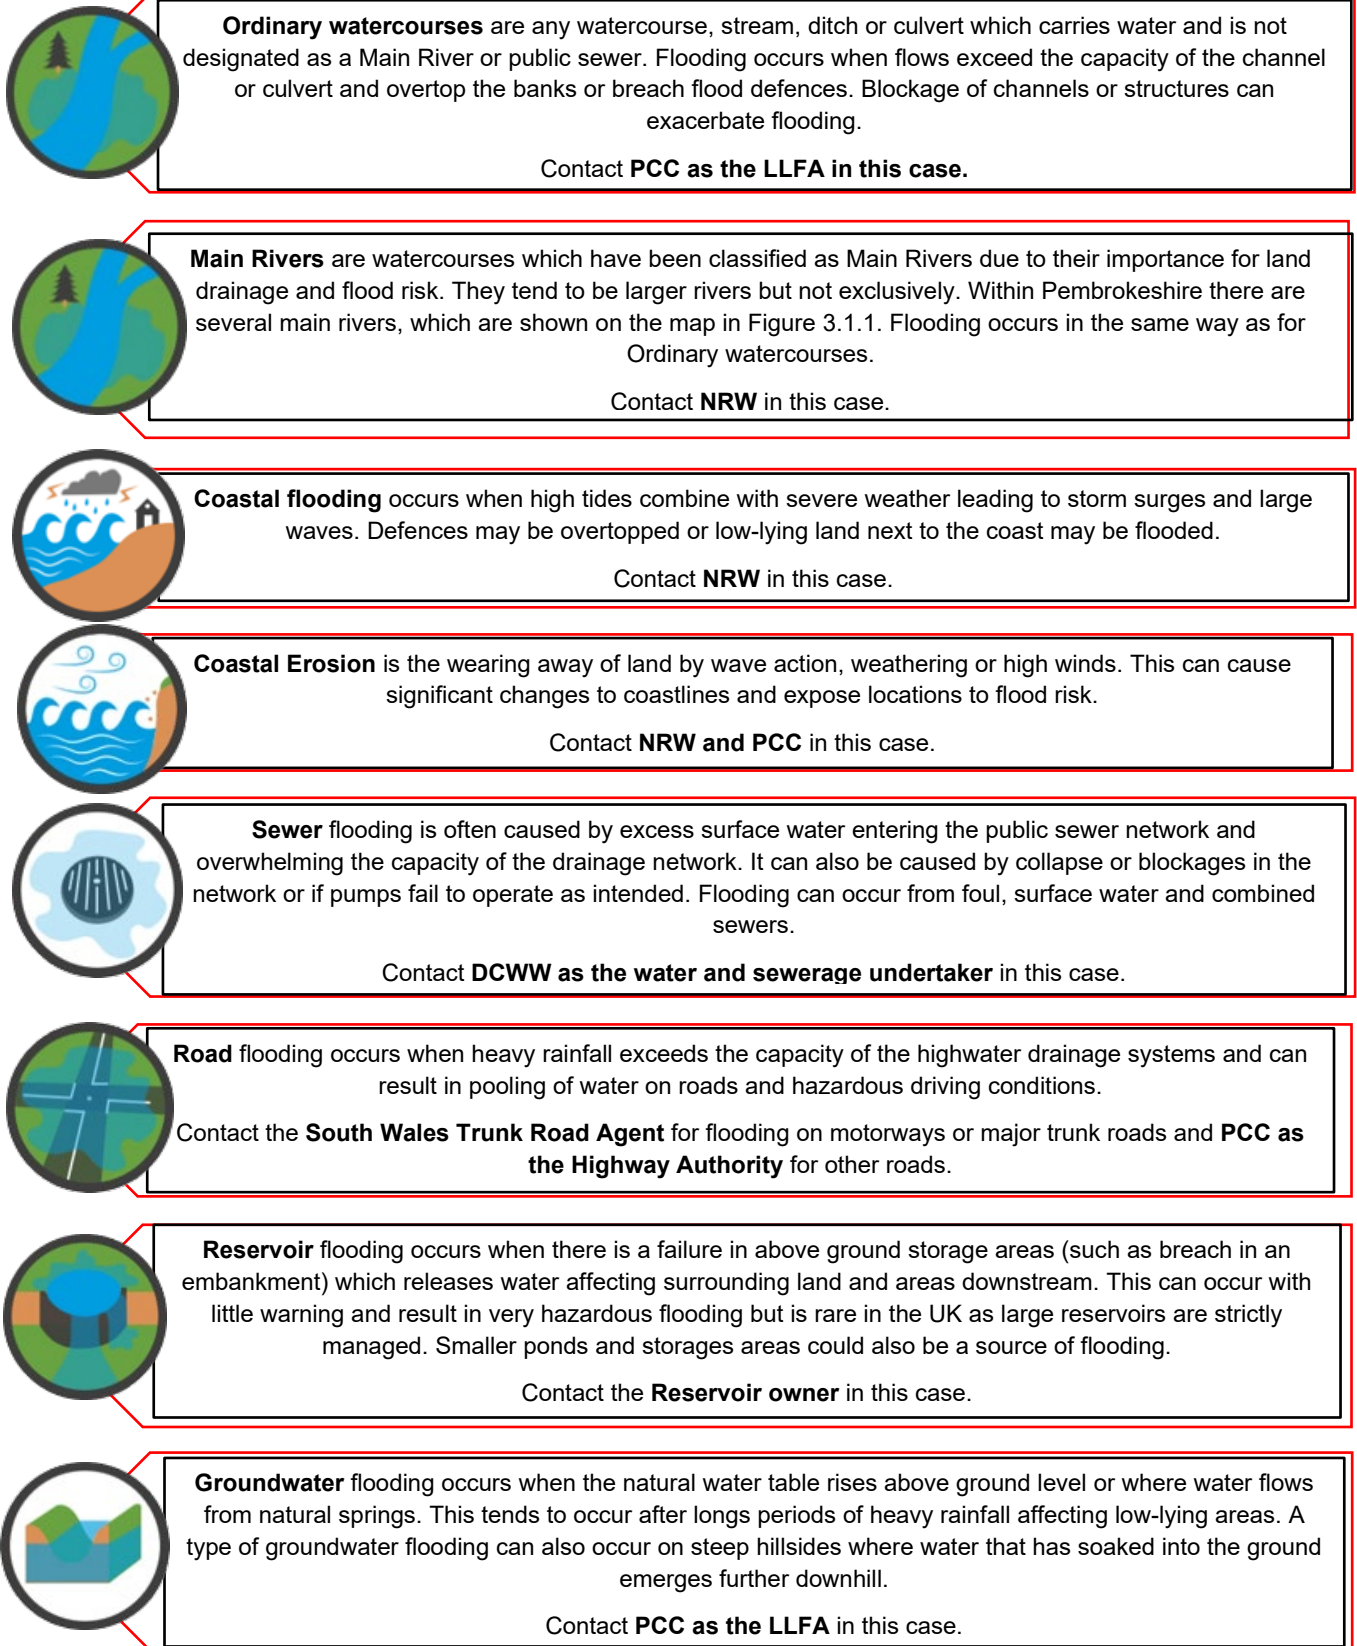 Ordinary watercourses are any watercourse, stream, ditch or culvert which carries water and is not
designated as a Main River or public sewer. Flooding occurs when flows exceed the capacity of the channel
or culvert and overtop the banks or breach flood defences. Blockage of channels or structures can
exacerbate flooding.
Contact PCC as the LLFA in this case.
Main Rivers are watercourses which have been classified as Main Rivers due to their importance for land
drainage and flood risk. They tend to be larger rivers but not exclusively. Within Pembrokeshire there are
several main rivers, which are shown on the map in Figure 3.1.1. Flooding occurs in the same way as for
Ordinary watercourses.
Contact NRW in this case.
Coastal flooding occurs when high tides combine with severe weather leading to storm surges and large
waves. Defences may be overtopped or low-lying land next to the coast may be flooded.
Contact NRW in this case.
Coastal Erosion is the wearing away of land by wave action, weathering or high winds. This can cause
significant changes to coastlines and expose locations to flood risk.
Contact NRW and PCC in this case.
Sewer flooding is often caused by excess surface water entering the public sewer network and
overwhelming the capacity of the drainage network. It can also be caused by collapse or blockages in the
network or if pumps fail to operate as intended. Flooding can occur from foul, surface water and combined
sewers.
Contact DCWW as the water and sewerage undertaker in this case.
Road flooding occurs when heavy rainfall exceeds the capacity of the highwater drainage systems and can
result in pooling of water on roads and hazardous driving conditions.
Contact the South Wales Trunk Road Agent for flooding on motorways or major trunk roads and PCC as
the Highway Authority for other roads.
Reservoir flooding occurs when there is a failure in above ground storage areas (such as breach in an
embankment) which releases water affecting surrounding land and areas downstream. This can occur with
little warning and result in very hazardous flooding but is rare in the UK as large reservoirs are strictly
managed. Smaller ponds and storages areas could also be a source of flooding.
Contact the Reservoir owner in this case.
Groundwater flooding occurs when the natural water table rises above ground level or where water flows
from natural springs. This tends to occur after longs periods of heavy rainfall affecting low-lying areas. A
type of groundwater flooding can also occur on steep hillsides where water that has soaked into the ground
emerges further downhill.
Contact PCC as the LLFA in this case.